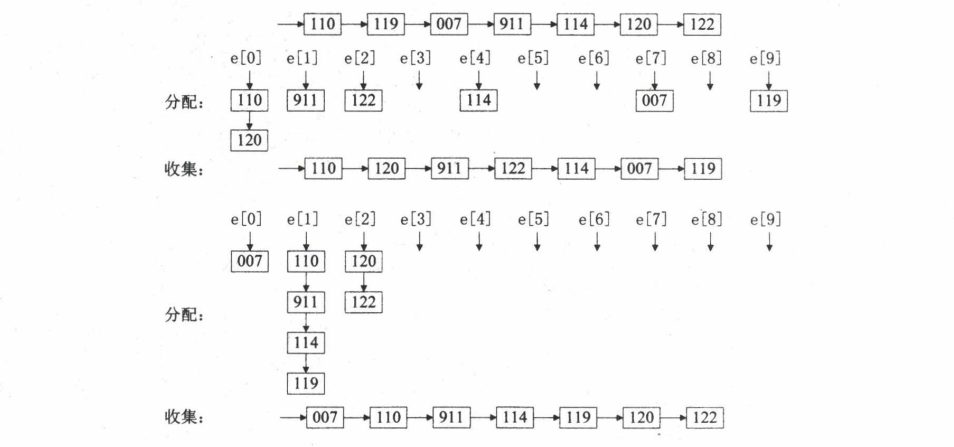 110 119 007 911 114 120 122
e[0] e[1] e[2] e[3] e[4] e[5] e[6] e[7] e[8] e[9]
分配: 110 911 122 114 007 119
120
收集: 110 120 911 122 114 007 119
e[0] e[1] e[2] e[3] e[4] e[5] e[6] e[7] e[8] e[9]
007 110 120
911 122
分配:
114
119
收集: 007 110 911 114 119 120 122